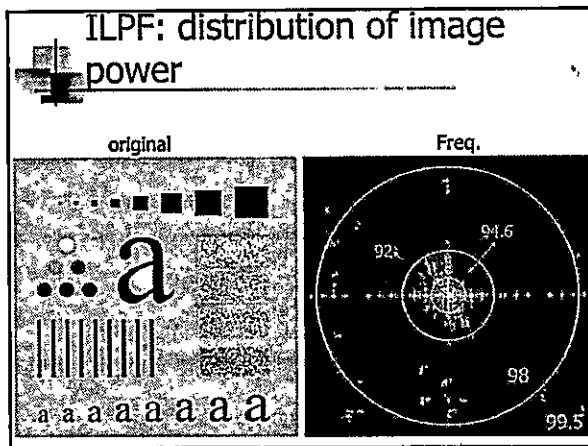 ILPF: distribution of image
power
original
Freq.
a
92
94.6
98
99.5
a a a a a a a a